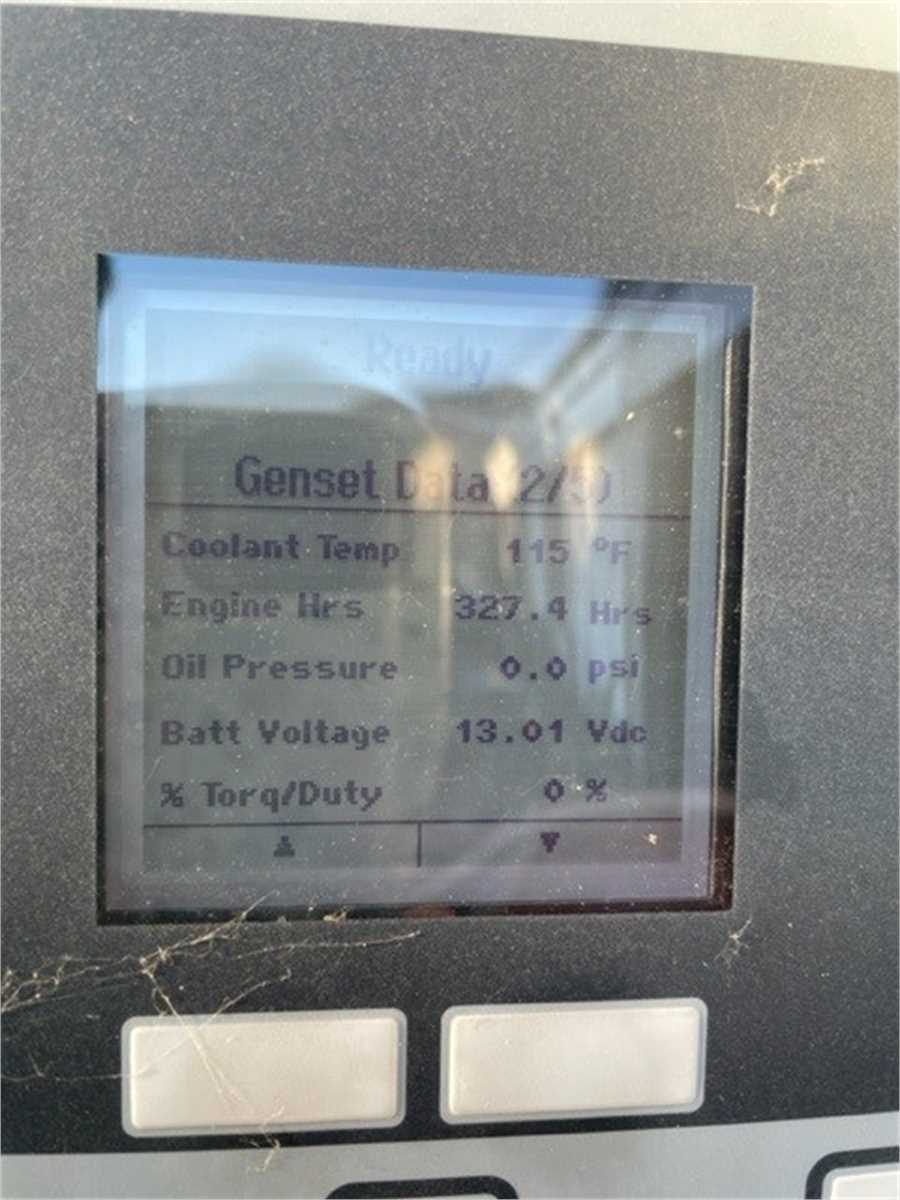 Ready
Genset Data (2/5)
Coolant Temp 115 °F
Engine Hrs 327.4 Hrs
Oil Pressure 0.0 psi
Batt Voltage 13.01 Vdc
% Torq/Duty 0 %